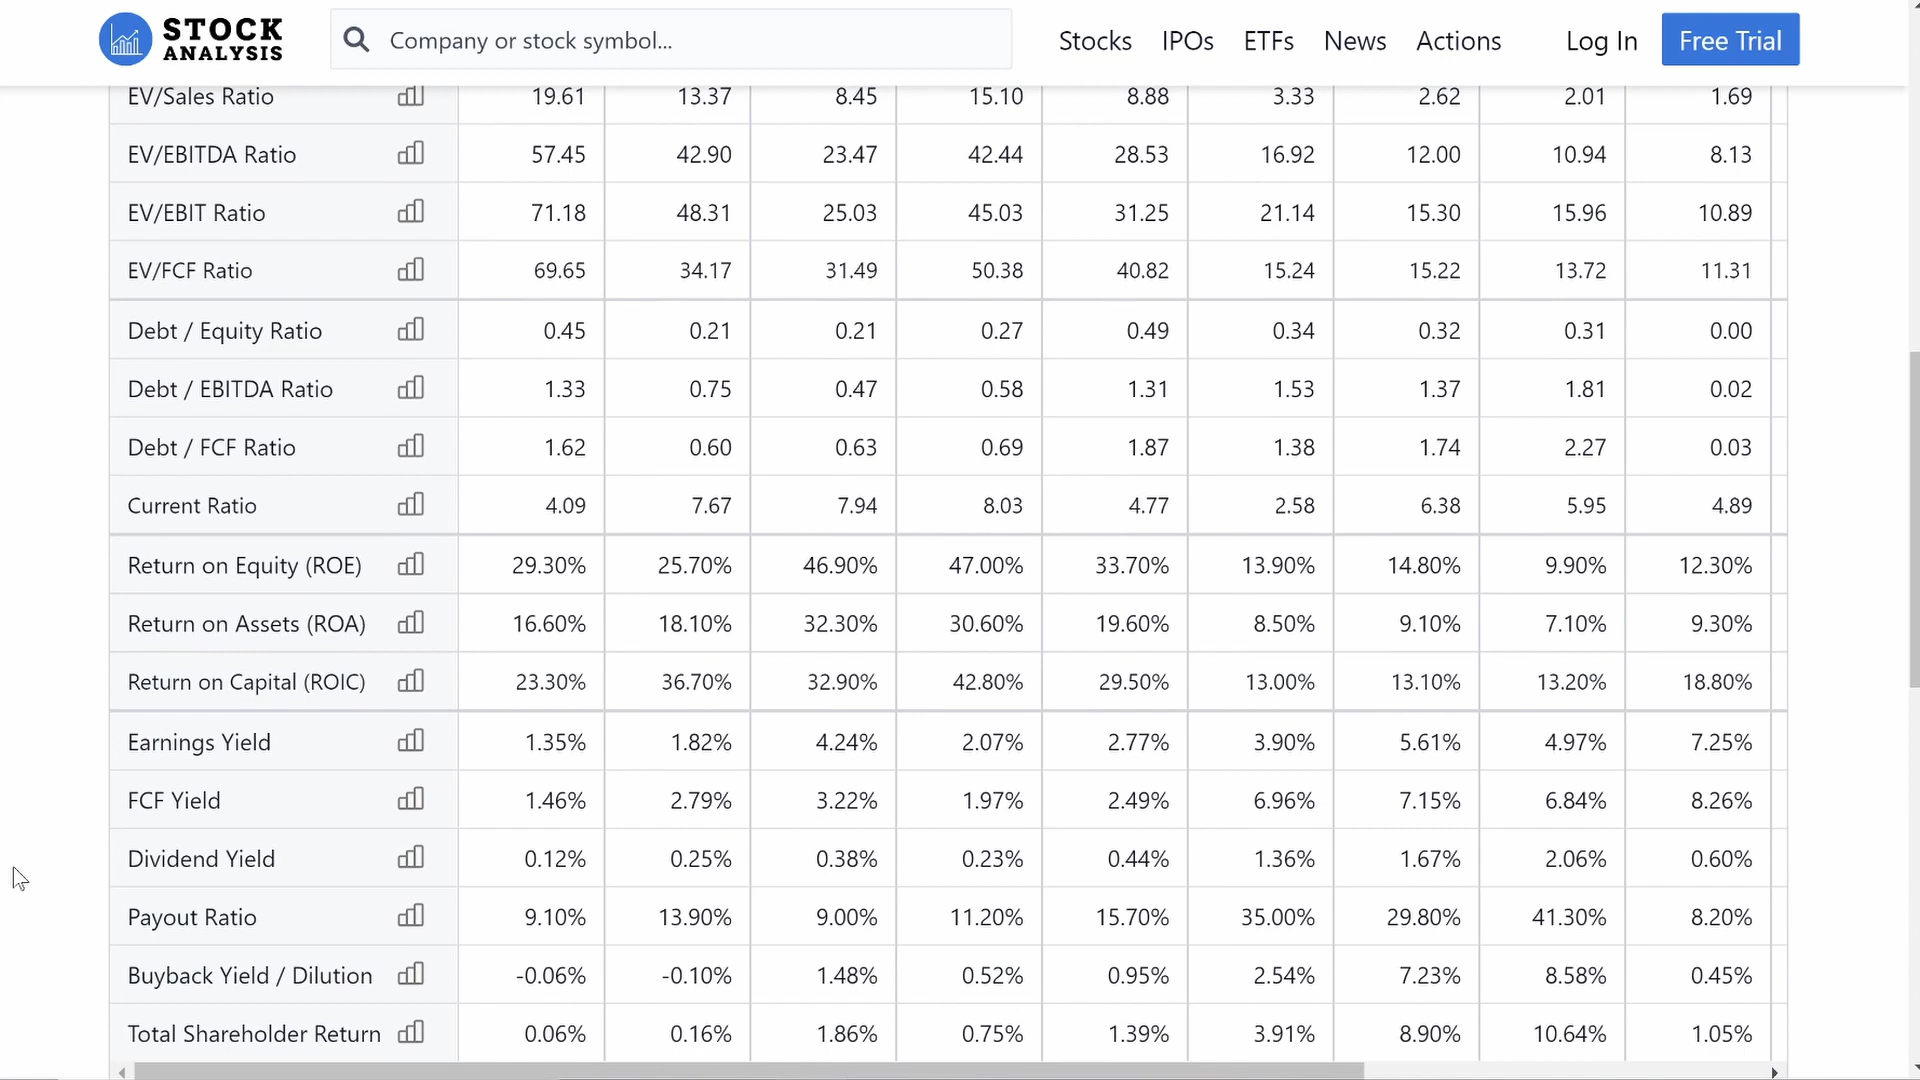 STOCK
ANALYSIS
Company or stock symbol...
Stocks IPOs ETFs News Actions Log In Free Trial
EV/Sales Ratio 19.61 13.37 8.45 15.10 8.88 3.33 2.62 2.01 1.69
EV/EBITDA Ratio 57.45 42.90 23.47 42.44 28.53 16.92 12.00 10.94 8.13
EV/EBIT Ratio 71.18 48.31 25.03 45.03 31.25 21.14 15.30 15.96 10.89
EV/FCF Ratio 69.65 34.17 31.49 50.38 40.82 15.24 15.22 13.72 11.31
Debt / Equity Ratio 0.45 0.21 0.21 0.27 0.49 0.34 0.32 0.31 0.00
Debt / EBITDA Ratio 1.33 0.75 0.47 0.58 1.31 1.53 1.37 1.81 0.02
Debt / FCF Ratio 1.62 0.60 0.63 0.69 1.87 1.38 1.74 2.27 0.03
Current Ratio 4.09 7.67 7.94 8.03 4.77 2.58 6.38 5.95 4.89
Return on Equity (ROE) 29.30% 25.70% 46.90% 47.00% 33.70% 13.90% 14.80% 9.90% 12.30%
Return on Assets (ROA) 16.60% 18.10% 32.30% 30.60% 19.60% 8.50% 9.10% 7.10% 9.30%
Return on Capital (ROIC) 23.30% 36.70% 32.90% 42.80% 29.50% 13.00% 13.10% 13.20% 18.80%
Earnings Yield 1.35% 1.82% 4.24% 2.07% 2.77% 3.90% 5.61% 4.97% 7.25%
FCF Yield 1.46% 2.79% 3.22% 1.97% 2.49% 6.96% 7.15% 6.84% 8.26%
Dividend Yield 0.12% 0.25% 0.38% 0.23% 0.44% 1.36% 1.67% 2.06% 0.60%
Payout Ratio 9.10% 13.90% 9.00% 11.20% 15.70% 35.00% 29.80% 41.30% 8.20%
Buyback Yield / Dilution -0.06% -0.10% 1.48% 0.52% 0.95% 2.54% 7.23% 8.58% 0.45%
Total Shareholder Return 0.06% 0.16% 1.86% 0.75% 1.39% 3.91% 8.90% 10.64% 1.05%